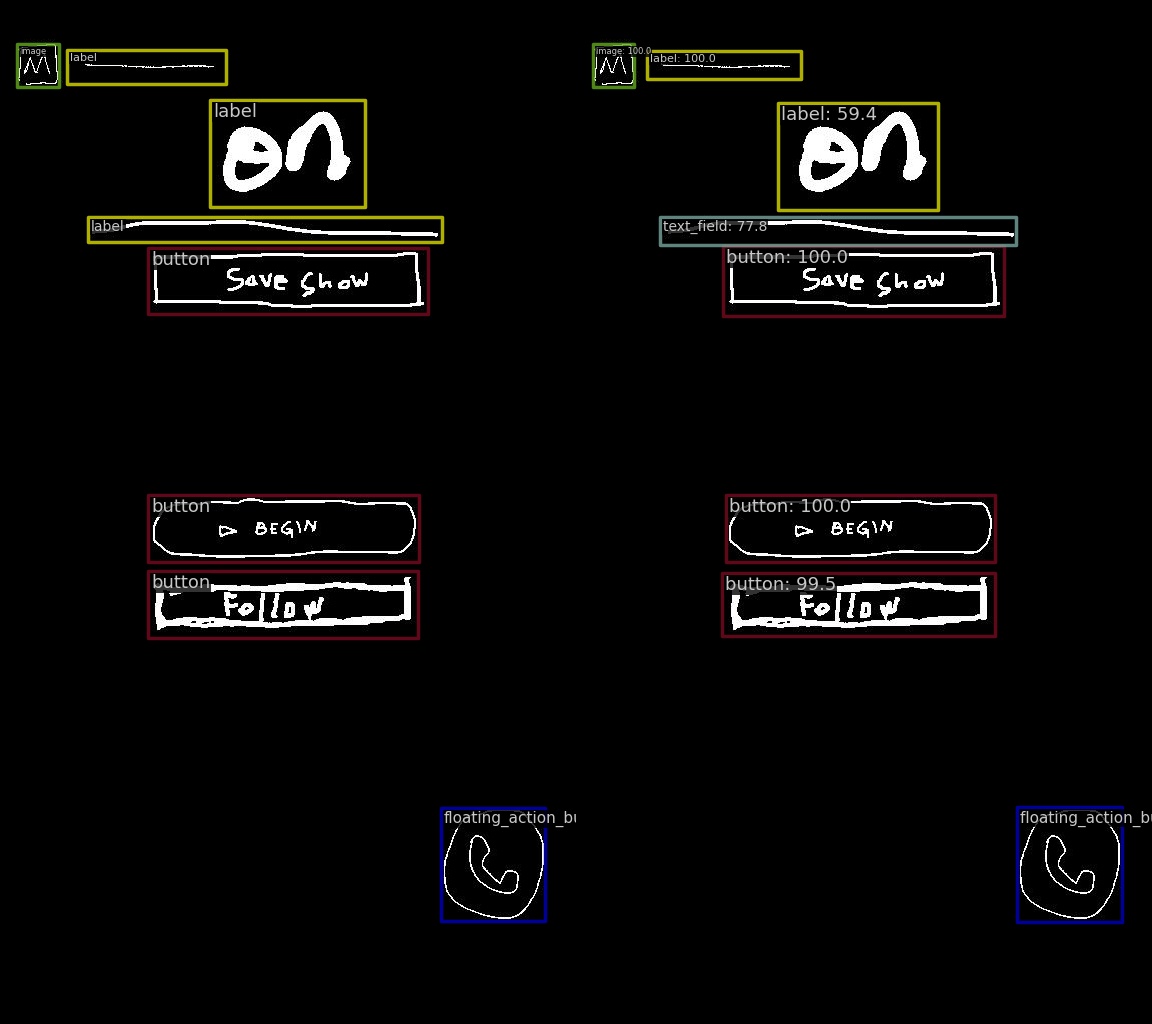 image image: 100.0
label label: 100.0
label label: 59.4
on on
label text_field: 77.8
button button: 100.0
Save Show Save Show
button button: 100.0
BEGIN BEGIN
button button: 99.5
Follow Follow
floating_action_bu floating_action_bu